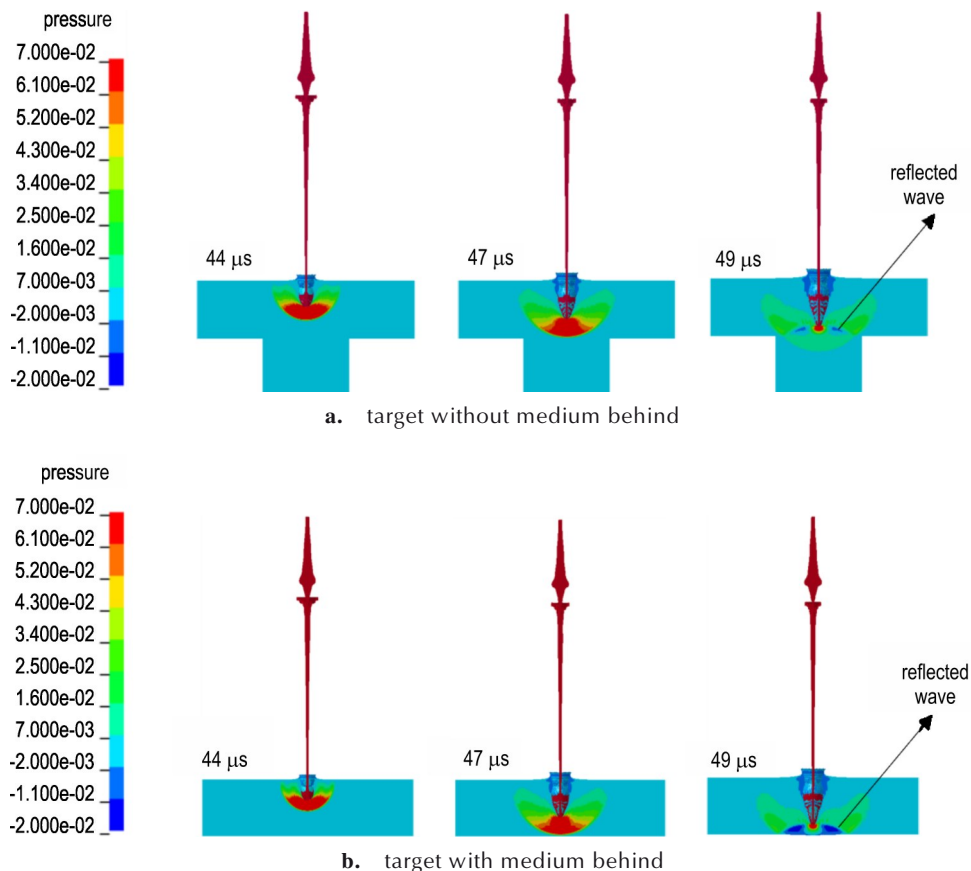 pressure
7.000e-02
6.100e-02
5.200e-02
4.300e-02
3.400e-02
2.500e-02
1.600e-02
7.000e-03
-2.000e-03
-1.100e-02
-2.000e-02
44 µs
47 µs
49 µs
reflected
wave
a. target without medium behind
pressure
7.000e-02
6.100e-02
5.200e-02
4.300e-02
3.400e-02
2.500e-02
1.600e-02
7.000e-03
-2.000e-03
-1.100e-02
-2.000e-02
44 µs
47 µs
49 µs
reflected
wave
b. target with medium behind